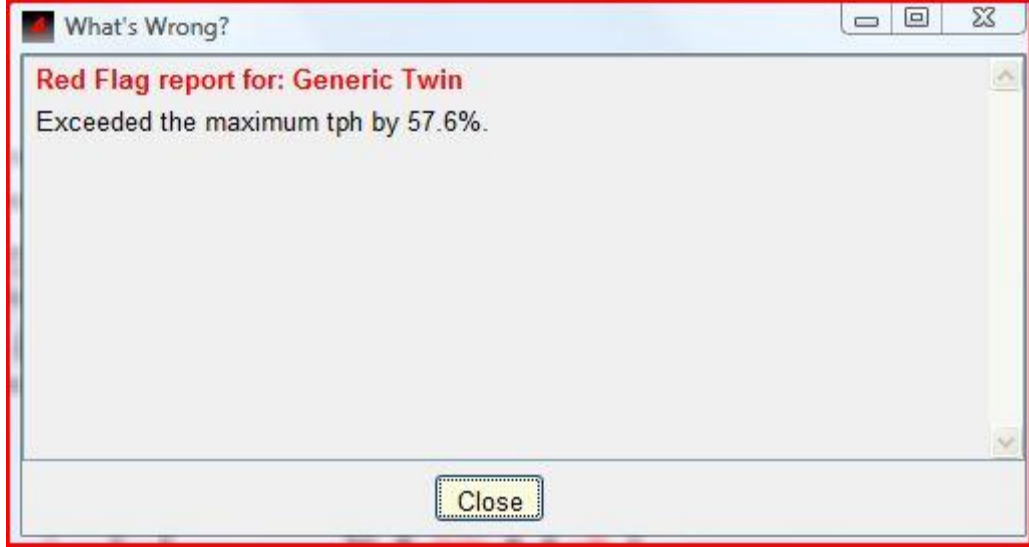 What's Wrong?
Red Flag report for: Generic Twin
Exceeded the maximum tph by 57.6%.
Close